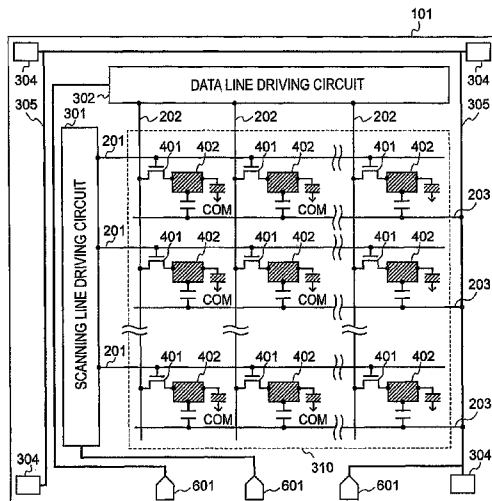 101
304 304
305 DATA LINE DRIVING CIRCUIT 305
302
301 202 202 202
SCANNING LINE DRIVING CIRCUIT
201 401 402 401 402 401 402
COM COM 203
201 401 402 401 402 401 402
COM COM 203
201 401 402 401 402 401 402
COM COM 203
304 310 304
601 601 601